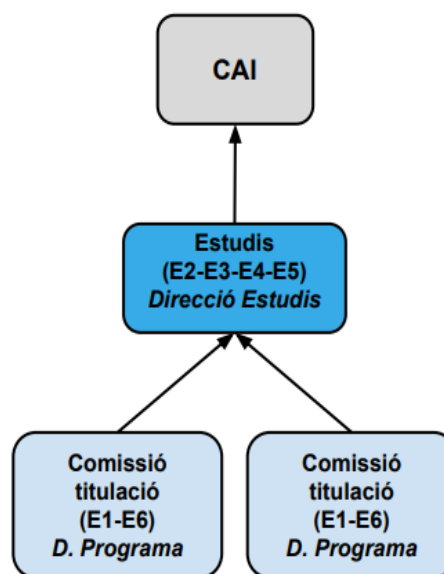 CAI
Estudis
(E2-E3-E4-E5)
Direcció Estudis
Comissió
titulació
(E1-E6)
D. Programa
Comissió
titulació
(E1-E6)
D. Programa